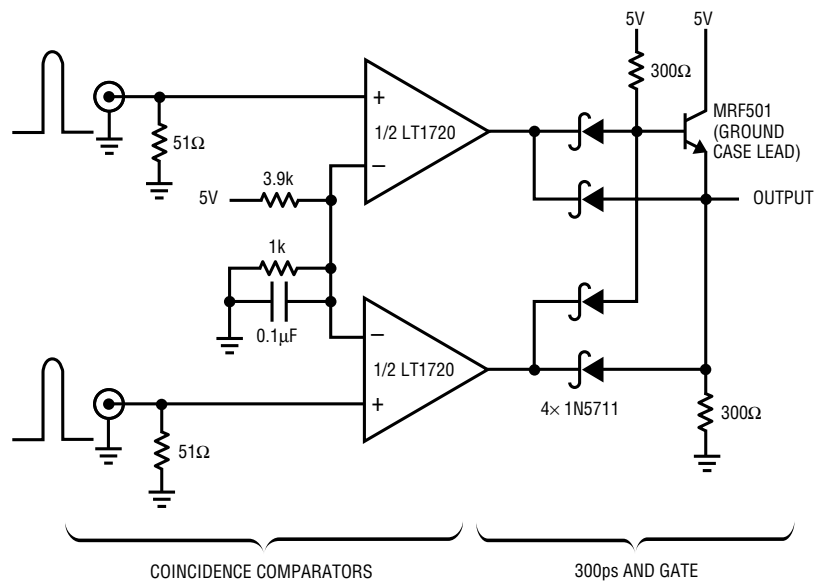 5V
5V
300Ω
MRF501
(GROUND
CASE LEAD)
+
1/2 LT1720
−
51Ω
3.9k
5V
OUTPUT
1k
0.1µF
−
1/2 LT1720
+
4× 1N5711
300Ω
51Ω
COINCIDENCE COMPARATORS
300ps AND GATE